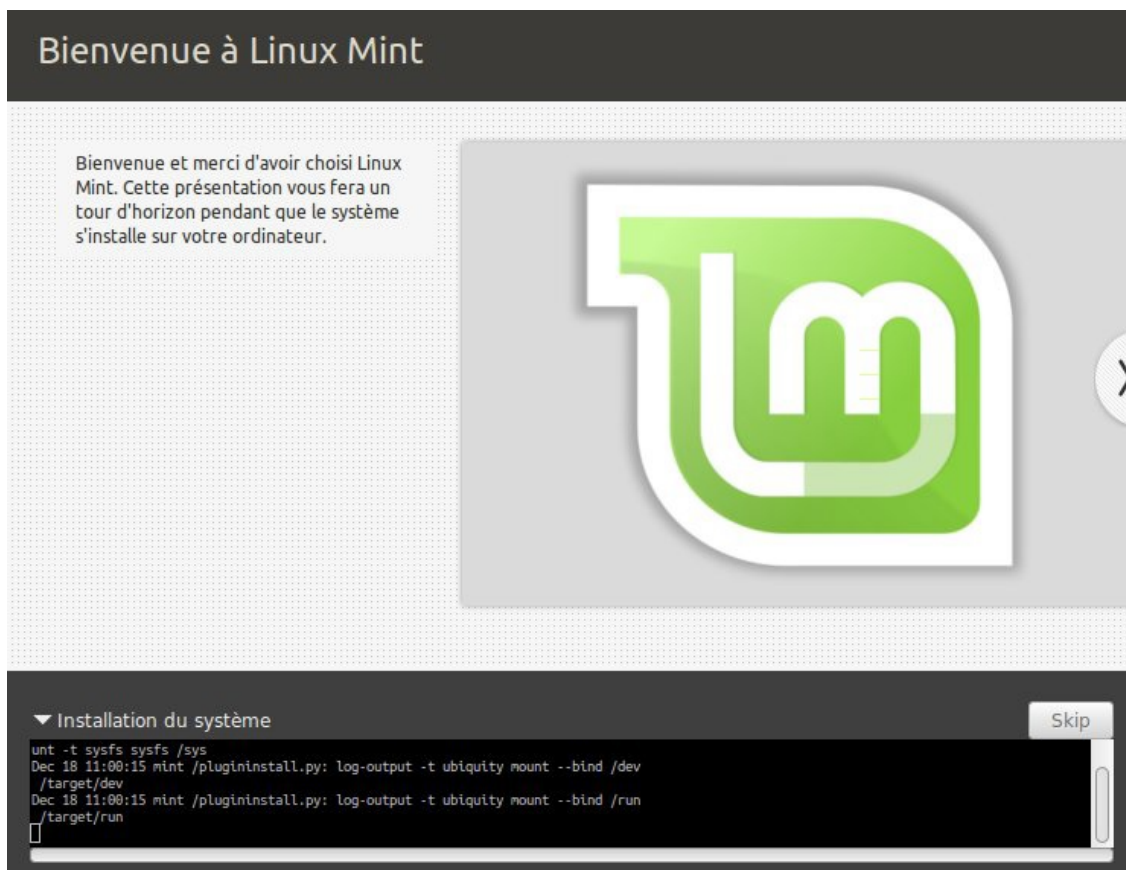 Bienvenue à Linux Mint
Bienvenue et merci d'avoir choisi Linux
Mint. Cette présentation vous fera un
tour d'horizon pendant que le système
s'installe sur votre ordinateur.
Installation du système
Skip
unt -t sysfs sysfs /sys
Dec 18 11:00:15 mint /plugininstall.py: log-output -t ubiquity mount --bind /dev
/target/dev
Dec 18 11:00:15 mint /plugininstall.py: log-output -t ubiquity mount --bind /run
/target/run